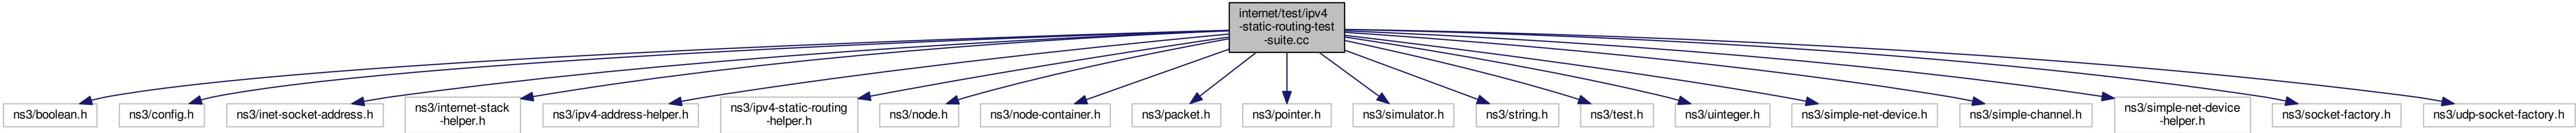 internet/test/ipv4
-static-routing-test
-suite.cc
ns3/boolean.h
ns3/config.h
ns3/inet-socket-address.h
ns3/internet-stack
-helper.h
ns3/ipv4-address-helper.h
ns3/ipv4-static-routing
-helper.h
ns3/node.h
ns3/node-container.h
ns3/packet.h
ns3/pointer.h
ns3/simulator.h
ns3/string.h
ns3/test.h
ns3/uinteger.h
ns3/simple-net-device.h
ns3/simple-channel.h
ns3/simple-net-device
-helper.h
ns3/socket-factory.h
ns3/udp-socket-factory.h